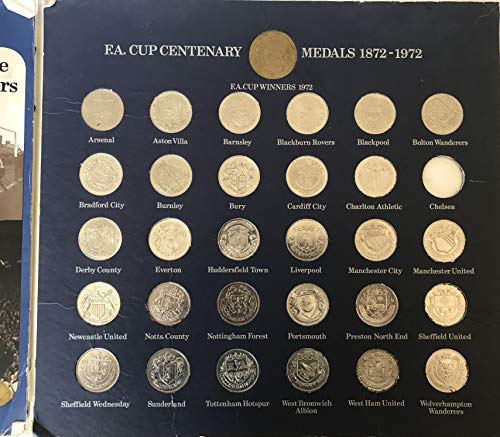 e
rs
F.A. CUP CENTENARY MEDALS 1872-1972
F.A. CUP WINNERS 1972
Arsenal Aston Villa Barnsley Blackburn Rovers Blackpool Bolton Wanderers
Bradford City Burnley Bury Cardiff City Charlton Athletic Chelsea
Derby County Everton Huddersfield Town Liverpool Manchester City Manchester United
Newcastle United Notts. County Nottingham Forest Portsmouth Preston North End Sheffield United
Sheffield Wednesday Sunderland Tottenham Hotspur West Bromwich West Ham United Wolverhampton
Albion Wanderers